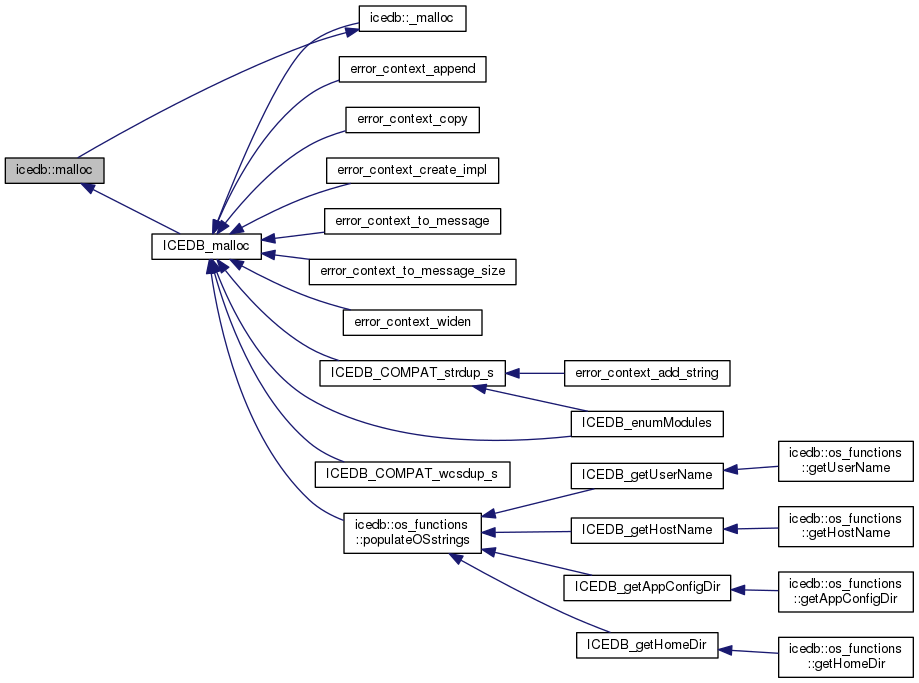 icedb::_malloc
error_context_append
error_context_copy
icedb::malloc
error_context_create_impl
error_context_to_message
ICEDB_malloc
error_context_to_message_size
error_context_widen
ICEDB_COMPAT_strdup_s
error_context_add_string
ICEDB_enumModules
ICEDB_COMPAT_wcsdup_s
ICEDB_getUserName
icedb::os_functions
::getUserName
icedb::os_functions
::populateOSstrings
ICEDB_getHostName
icedb::os_functions
::getHostName
ICEDB_getAppConfigDir
icedb::os_functions
::getAppConfigDir
ICEDB_getHomeDir
icedb::os_functions
::getHomeDir